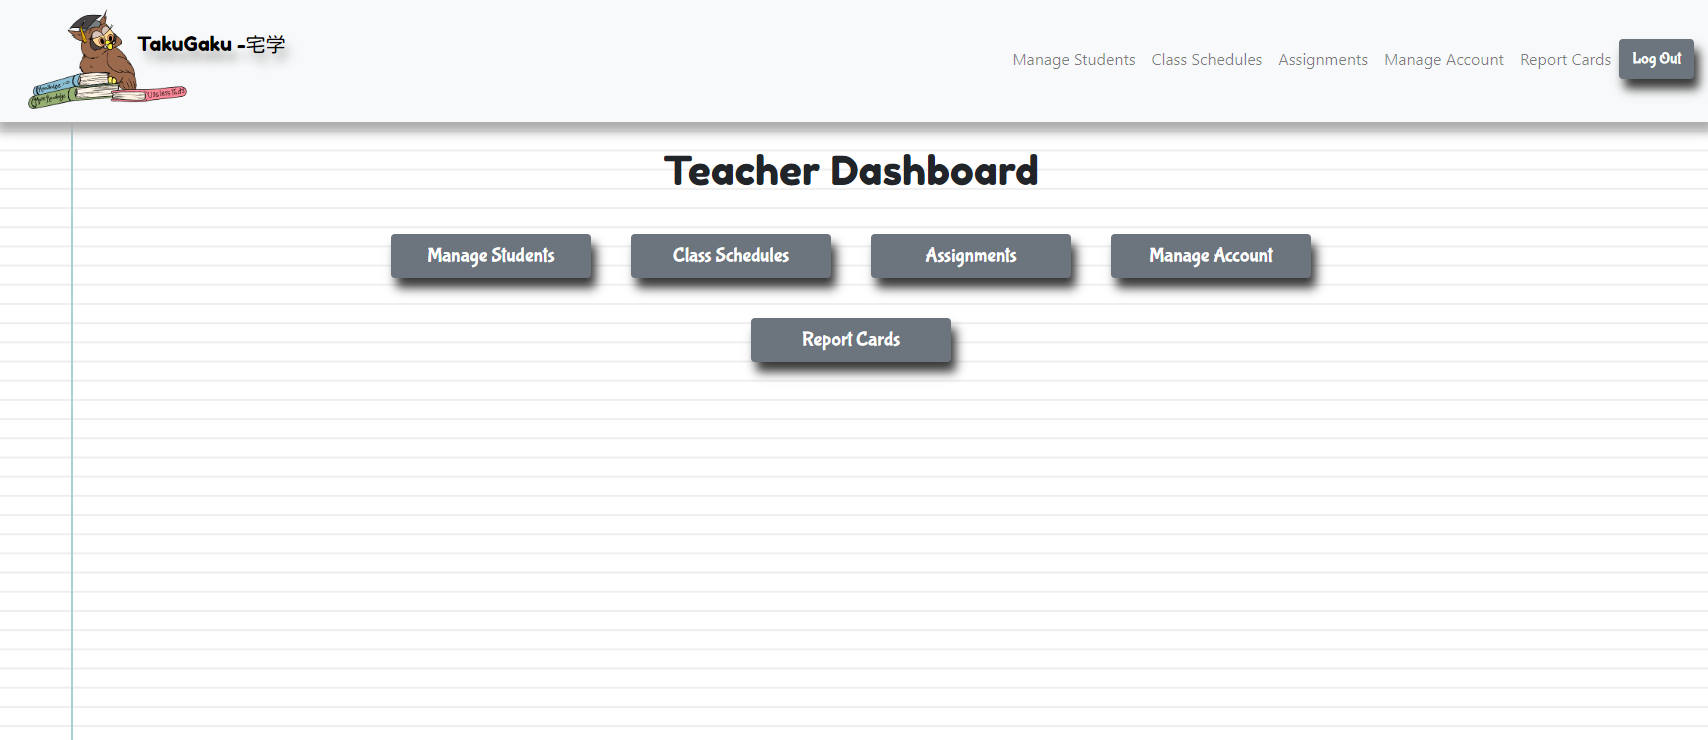 TakuGaku -宅学
Manage Students Class Schedules Assignments Manage Account Report Cards Log Out
Teacher Dashboard
Manage Students Class Schedules Assignments Manage Account
Report Cards